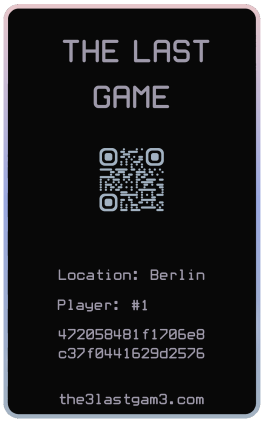 THE LAST
GAME
Location: Berlin
Player: #1
472058481f1706e8
c37f0441629d2576
the3lastgam3.com